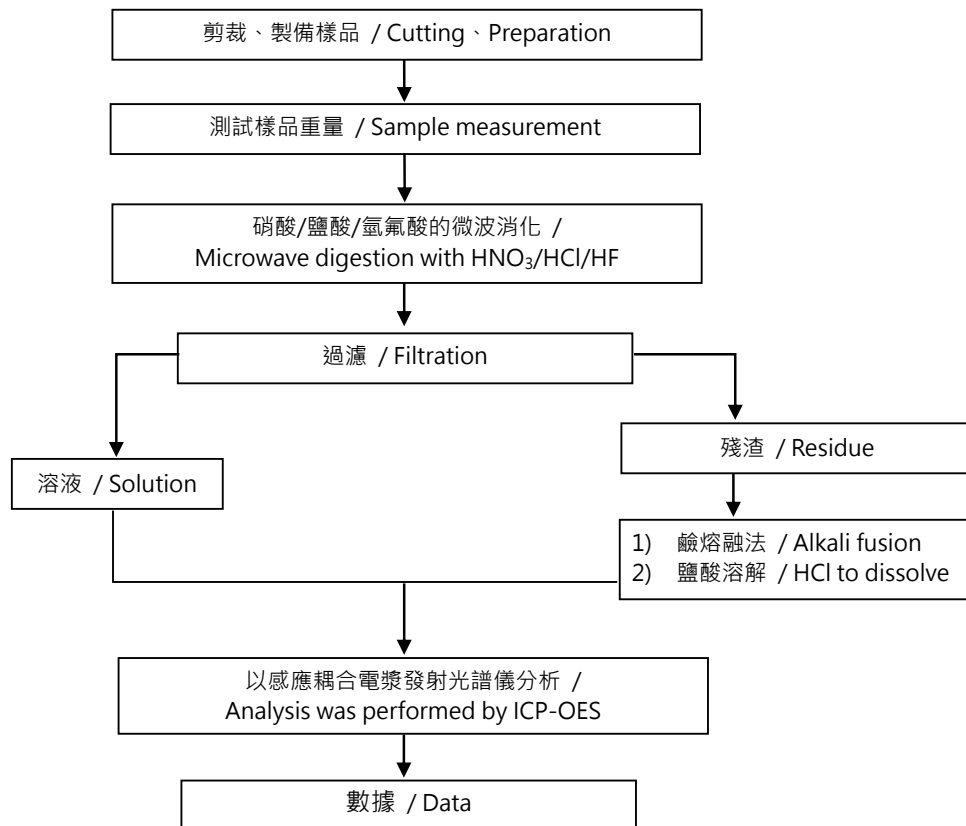 剪裁、製備樣品 / Cutting、Preparation
測試樣品重量 / Sample measurement
硝酸/鹽酸/氫氟酸的微波消化 /
Microwave digestion with HNO₃/HCl/HF
過濾 / Filtration
溶液 / Solution
殘渣 / Residue
1) 鹼熔融法 / Alkali fusion
2) 鹽酸溶解 / HCl to dissolve
以感應耦合電漿發射光譜儀分析 /
Analysis was performed by ICP-OES
數據 / Data